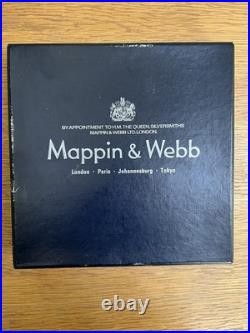 BY APPOINTMENT TO H.M. THE QUEEN, SILVERSMITHS
MAPPIN & WEBB LTD. LONDON.
Mappin & Webb
London · Paris · Johannesburg · Tokyo